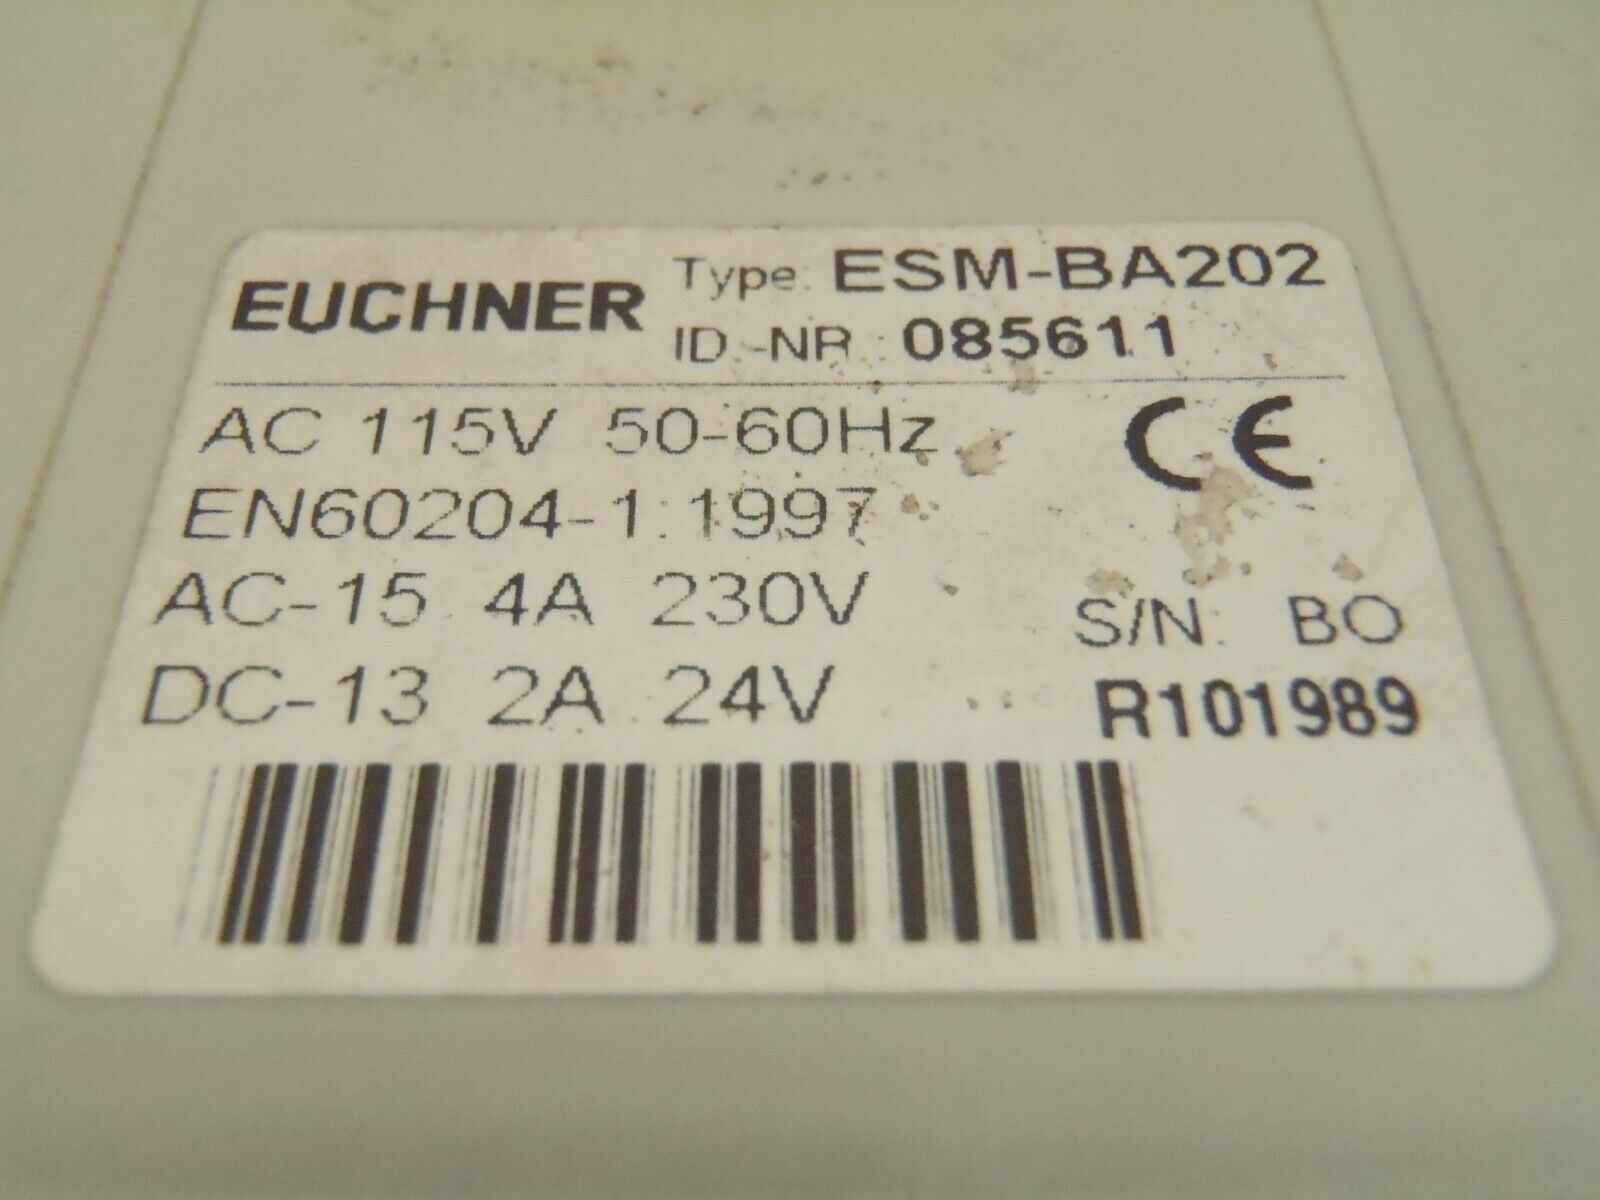 EUCHNER
Type: ESM-BA202
ID.-NR.: 085611
AC 115V 50-60Hz
CE
EN60204-1:1997
AC-15 4A 230V
DC-13 2A 24V
S/N: BO
R101989